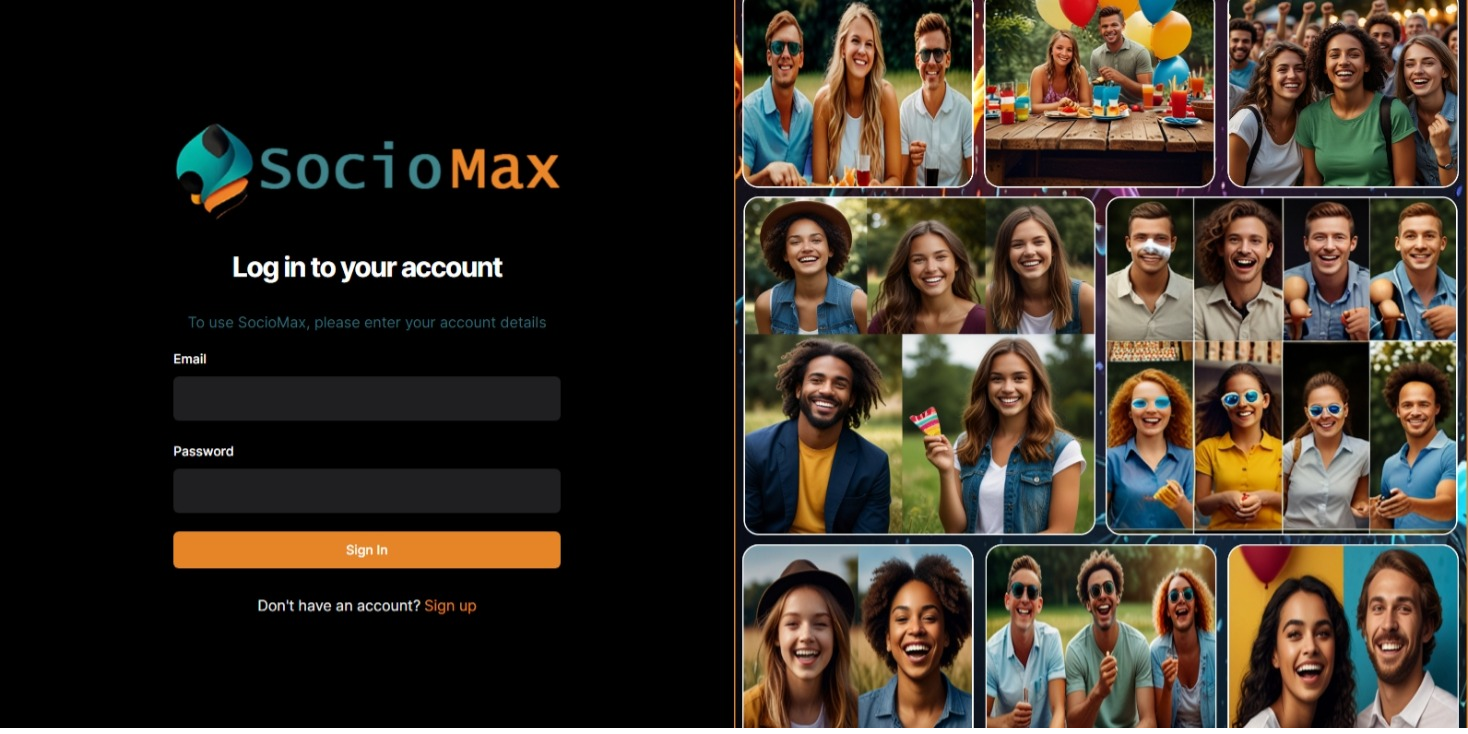 SocioMax
Log in to your account
To use SocioMax, please enter your account details
Email
Password
Sign In
Don't have an account? Sign up